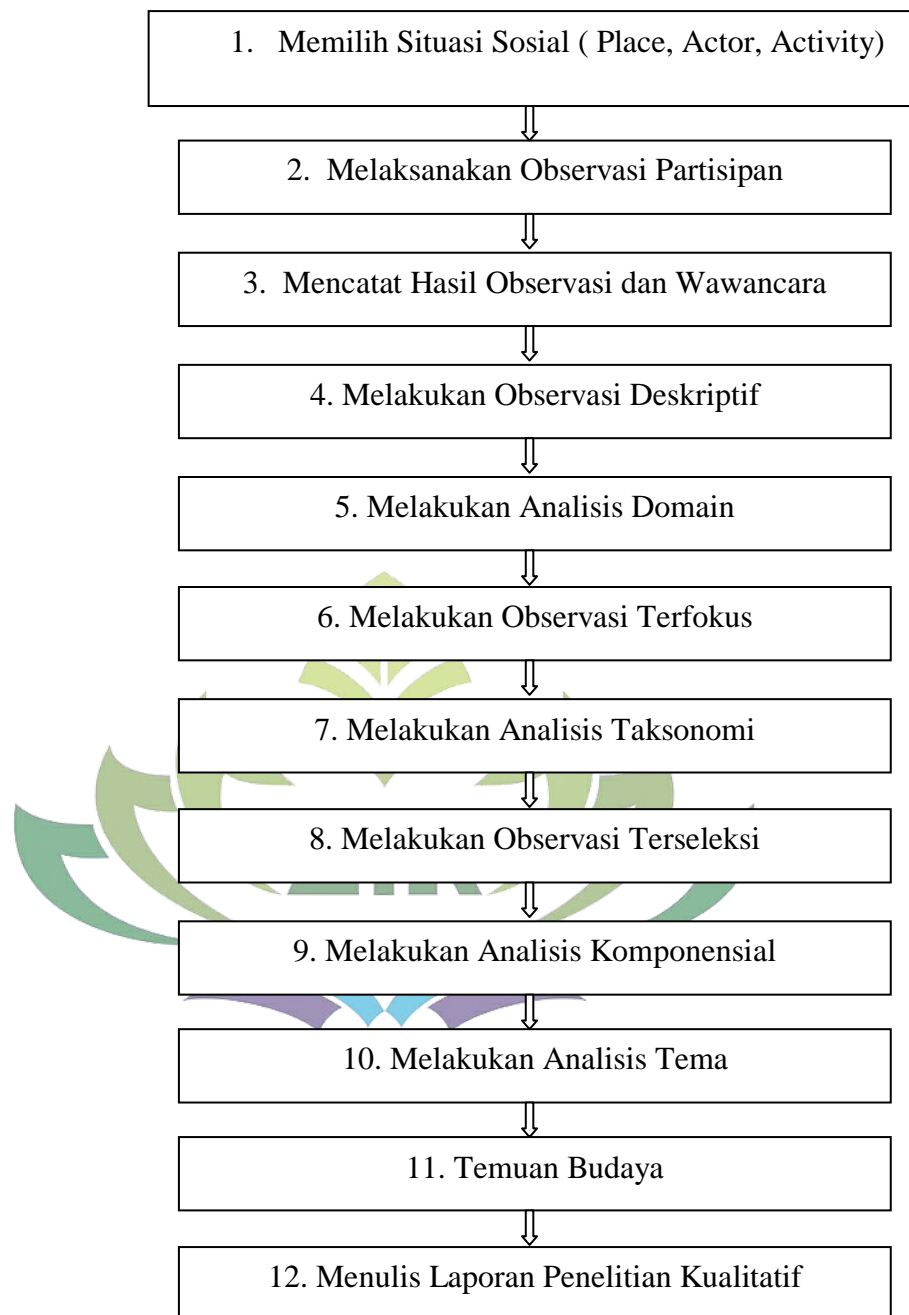 1. Memilih Situasi Sosial ( Place, Actor, Activity)
2. Melaksanakan Observasi Partisipan
3. Mencatat Hasil Observasi dan Wawancara
4. Melakukan Observasi Deskriptif
5. Melakukan Analisis Domain
6. Melakukan Observasi Terfokus
7. Melakukan Analisis Taksonomi
8. Melakukan Observasi Terseleksi
9. Melakukan Analisis Komponensial
10. Melakukan Analisis Tema
11. Temuan Budaya
12. Menulis Laporan Penelitian Kualitatif